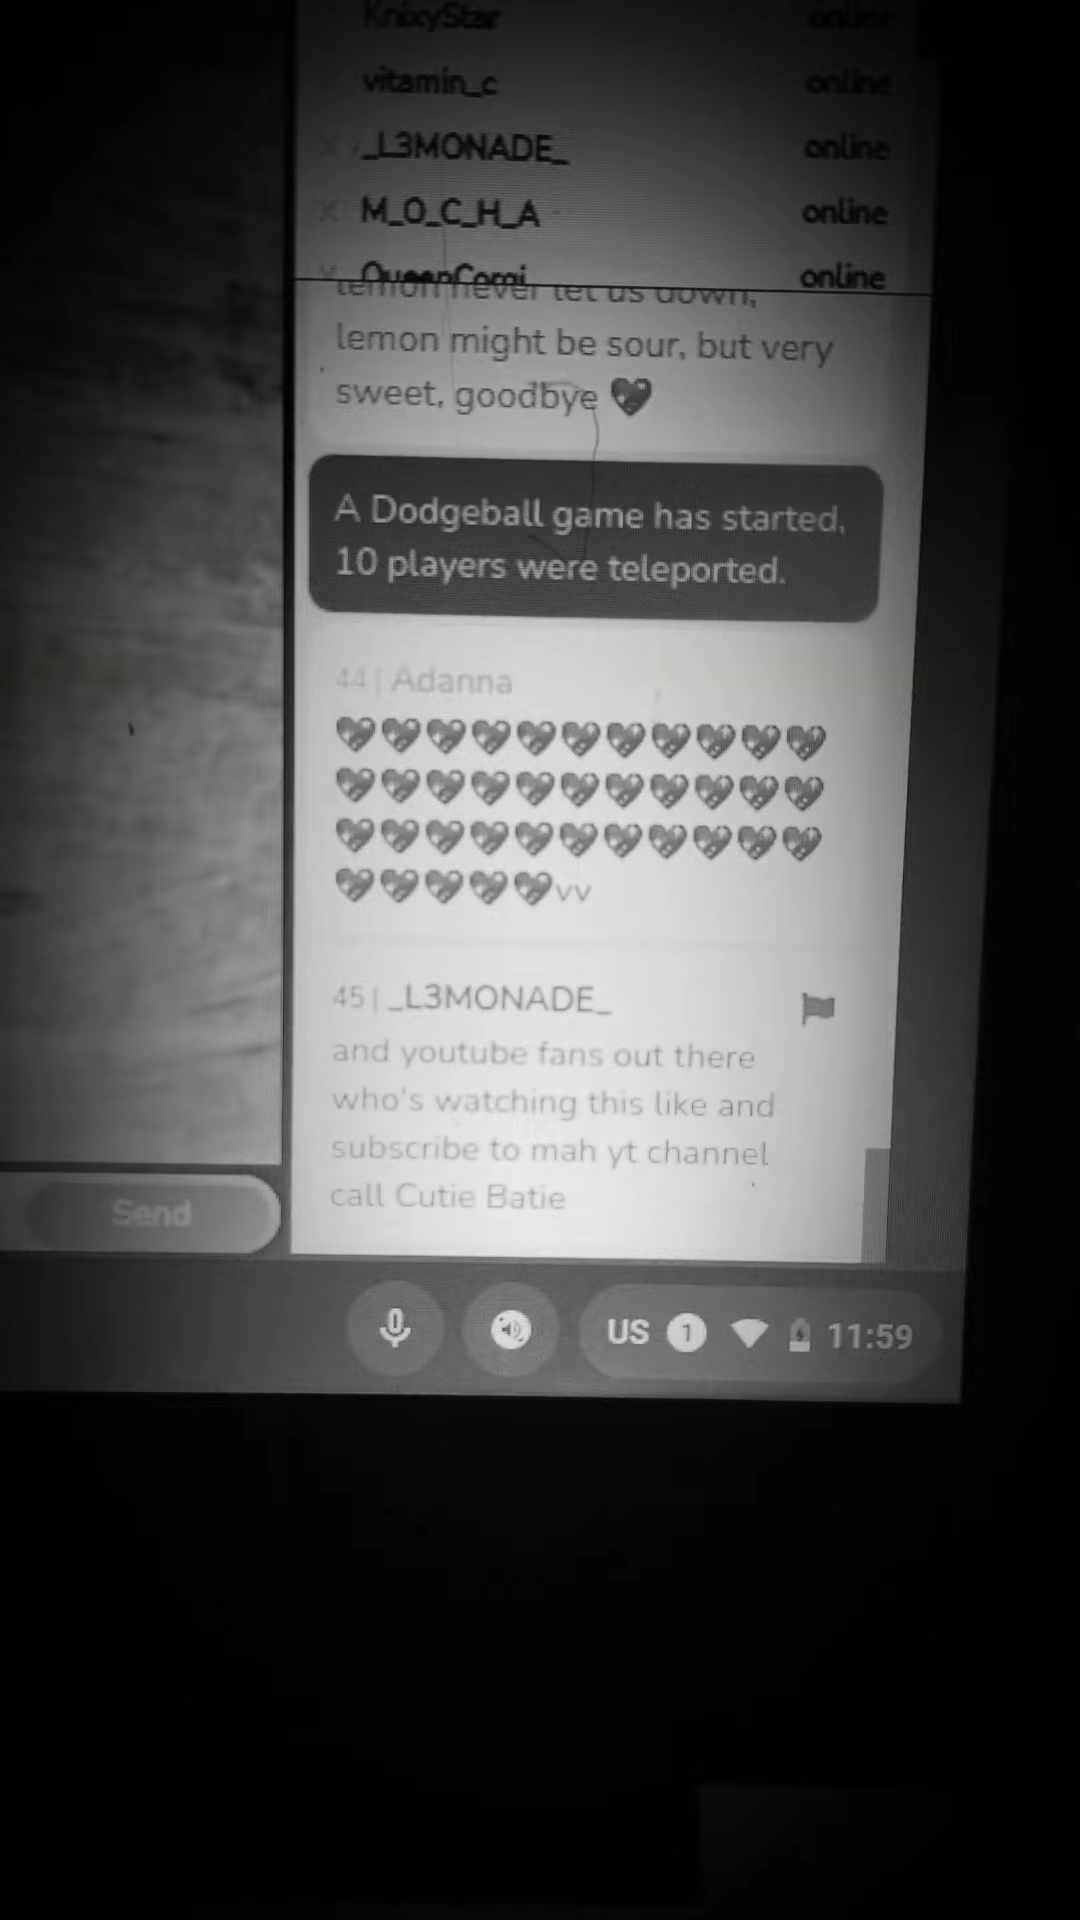 KnixyStar online
vitamin_c online
_L3MONADE_ online
M_O_C_H_A online
online
lemon never let us down,
lemon might be sour, but very
sweet, goodbye 💖
A Dodgeball game has started,
10 players were teleported.
44 | Adanna
💖💖💖💖💖💖💖💖💖💖💖
💖💖💖💖💖💖💖💖💖💖💖
💖💖💖💖💖💖💖💖💖💖💖
💖💖💖💖💖vv
45 | _L3MONADE_
and youtube fans out there
who's watching this like and
subscribe to mah yt channel
call Cutie Batie
Send
US 1 11:59